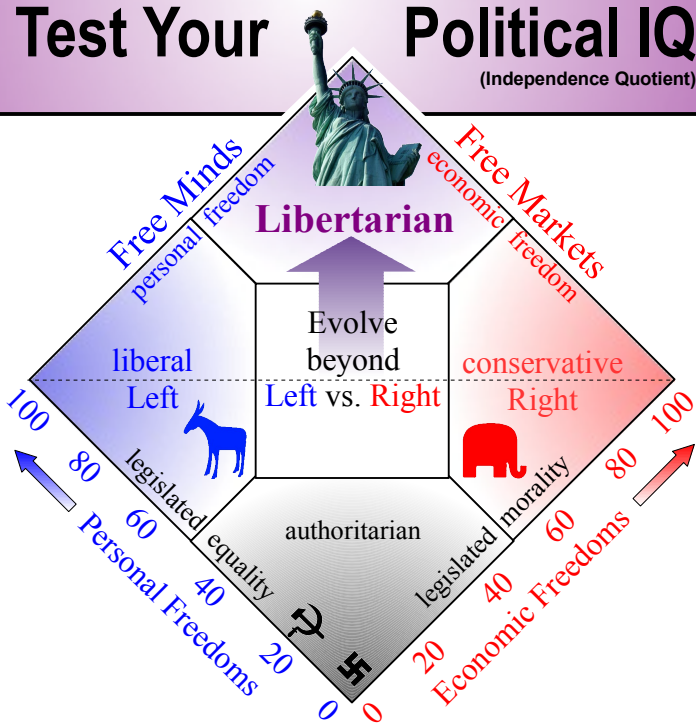 Test Your Political IQ
(Independence Quotient)
Free Minds
personal freedom
Free Markets
economic freedom
Libertarian
Evolve
beyond
Left vs. Right
liberal
Left
conservative
Right
authoritarian
legislated equality
legislated morality
100
80
60
40
20
0
Personal Freedoms
0
20
40
60
80
100
Economic Freedoms